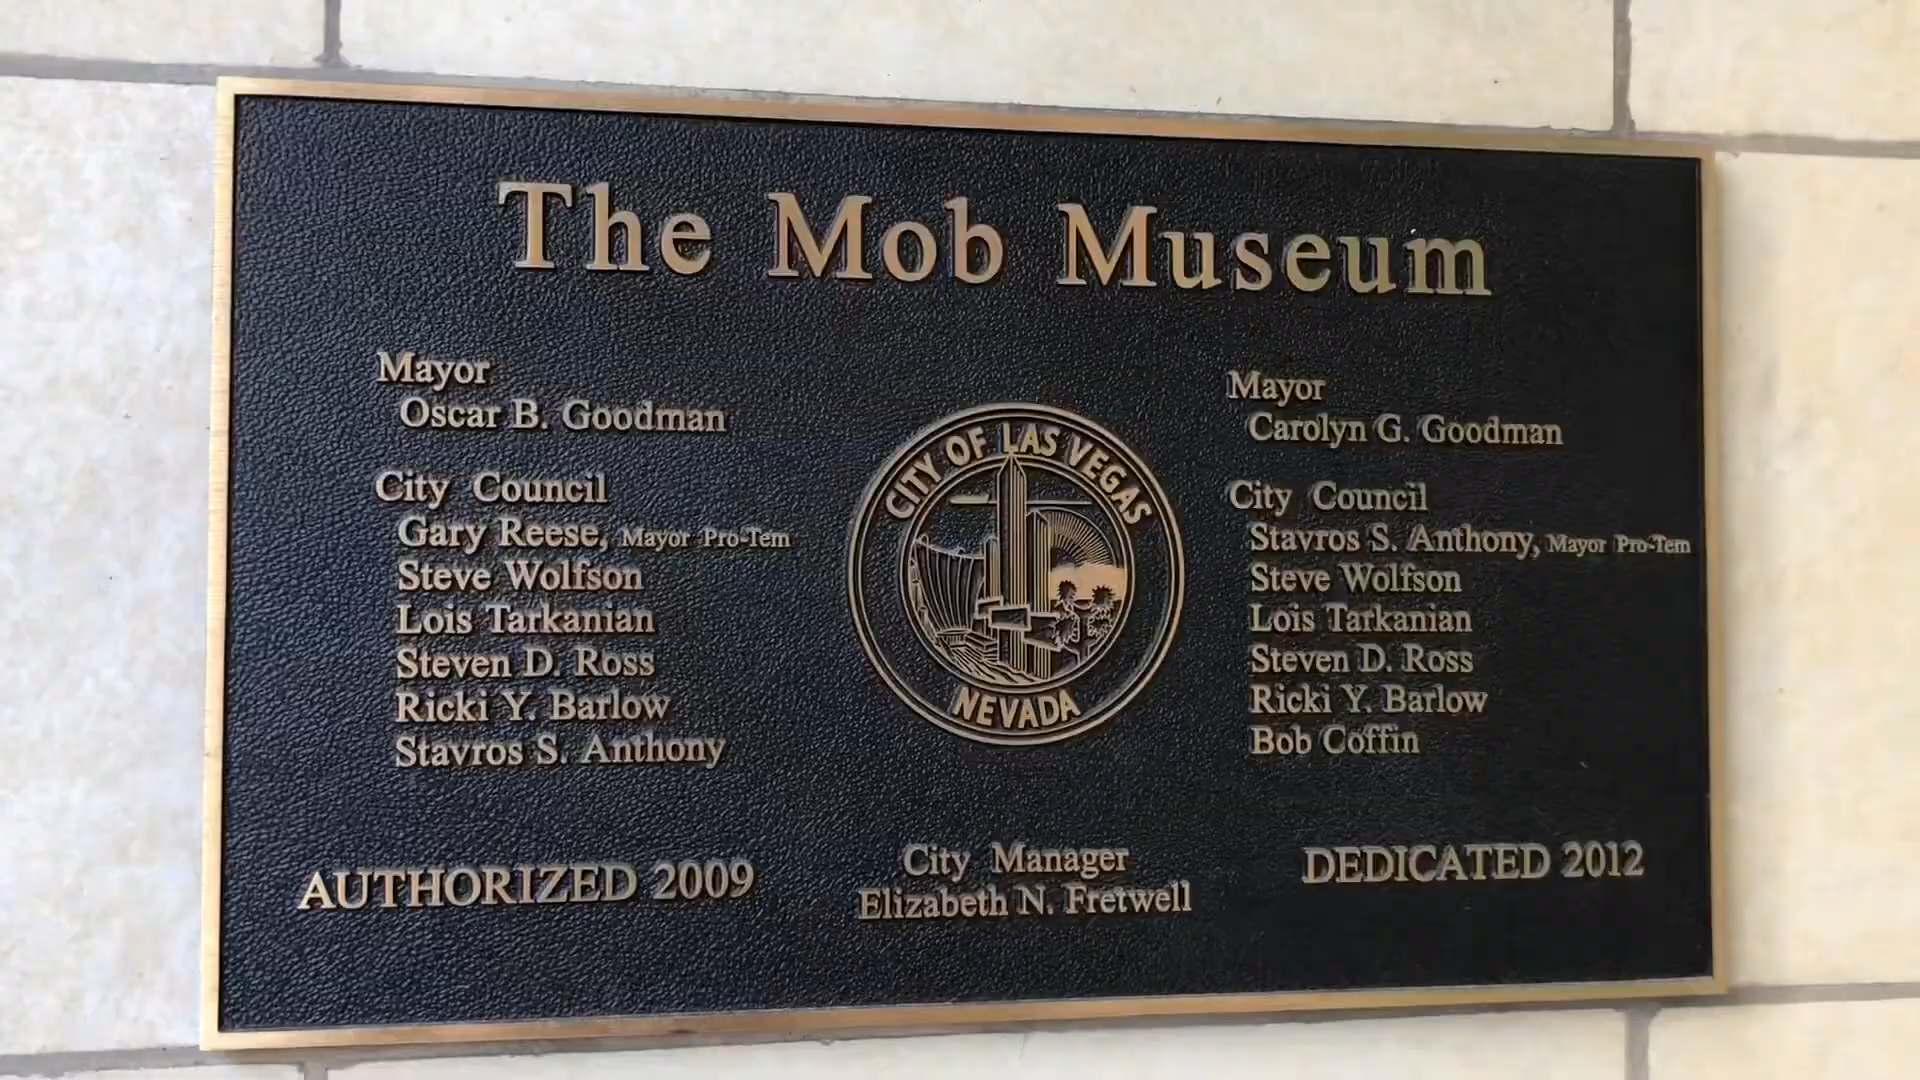 The Mob Museum
Mayor
Oscar B. Goodman
City Council
Gary Reese, Mayor Pro-Tem
Steve Wolfson
Lois Tarkanian
Steven D. Ross
Ricki Y. Barlow
Stavros S. Anthony
AUTHORIZED 2009
CITY OF LAS VEGAS
NEVADA
City Manager
Elizabeth N. Fretwell
Mayor
Carolyn G. Goodman
City Council
Stavros S. Anthony, Mayor Pro-Tem
Steve Wolfson
Lois Tarkanian
Steven D. Ross
Ricki Y. Barlow
Bob Coffin
DEDICATED 2012